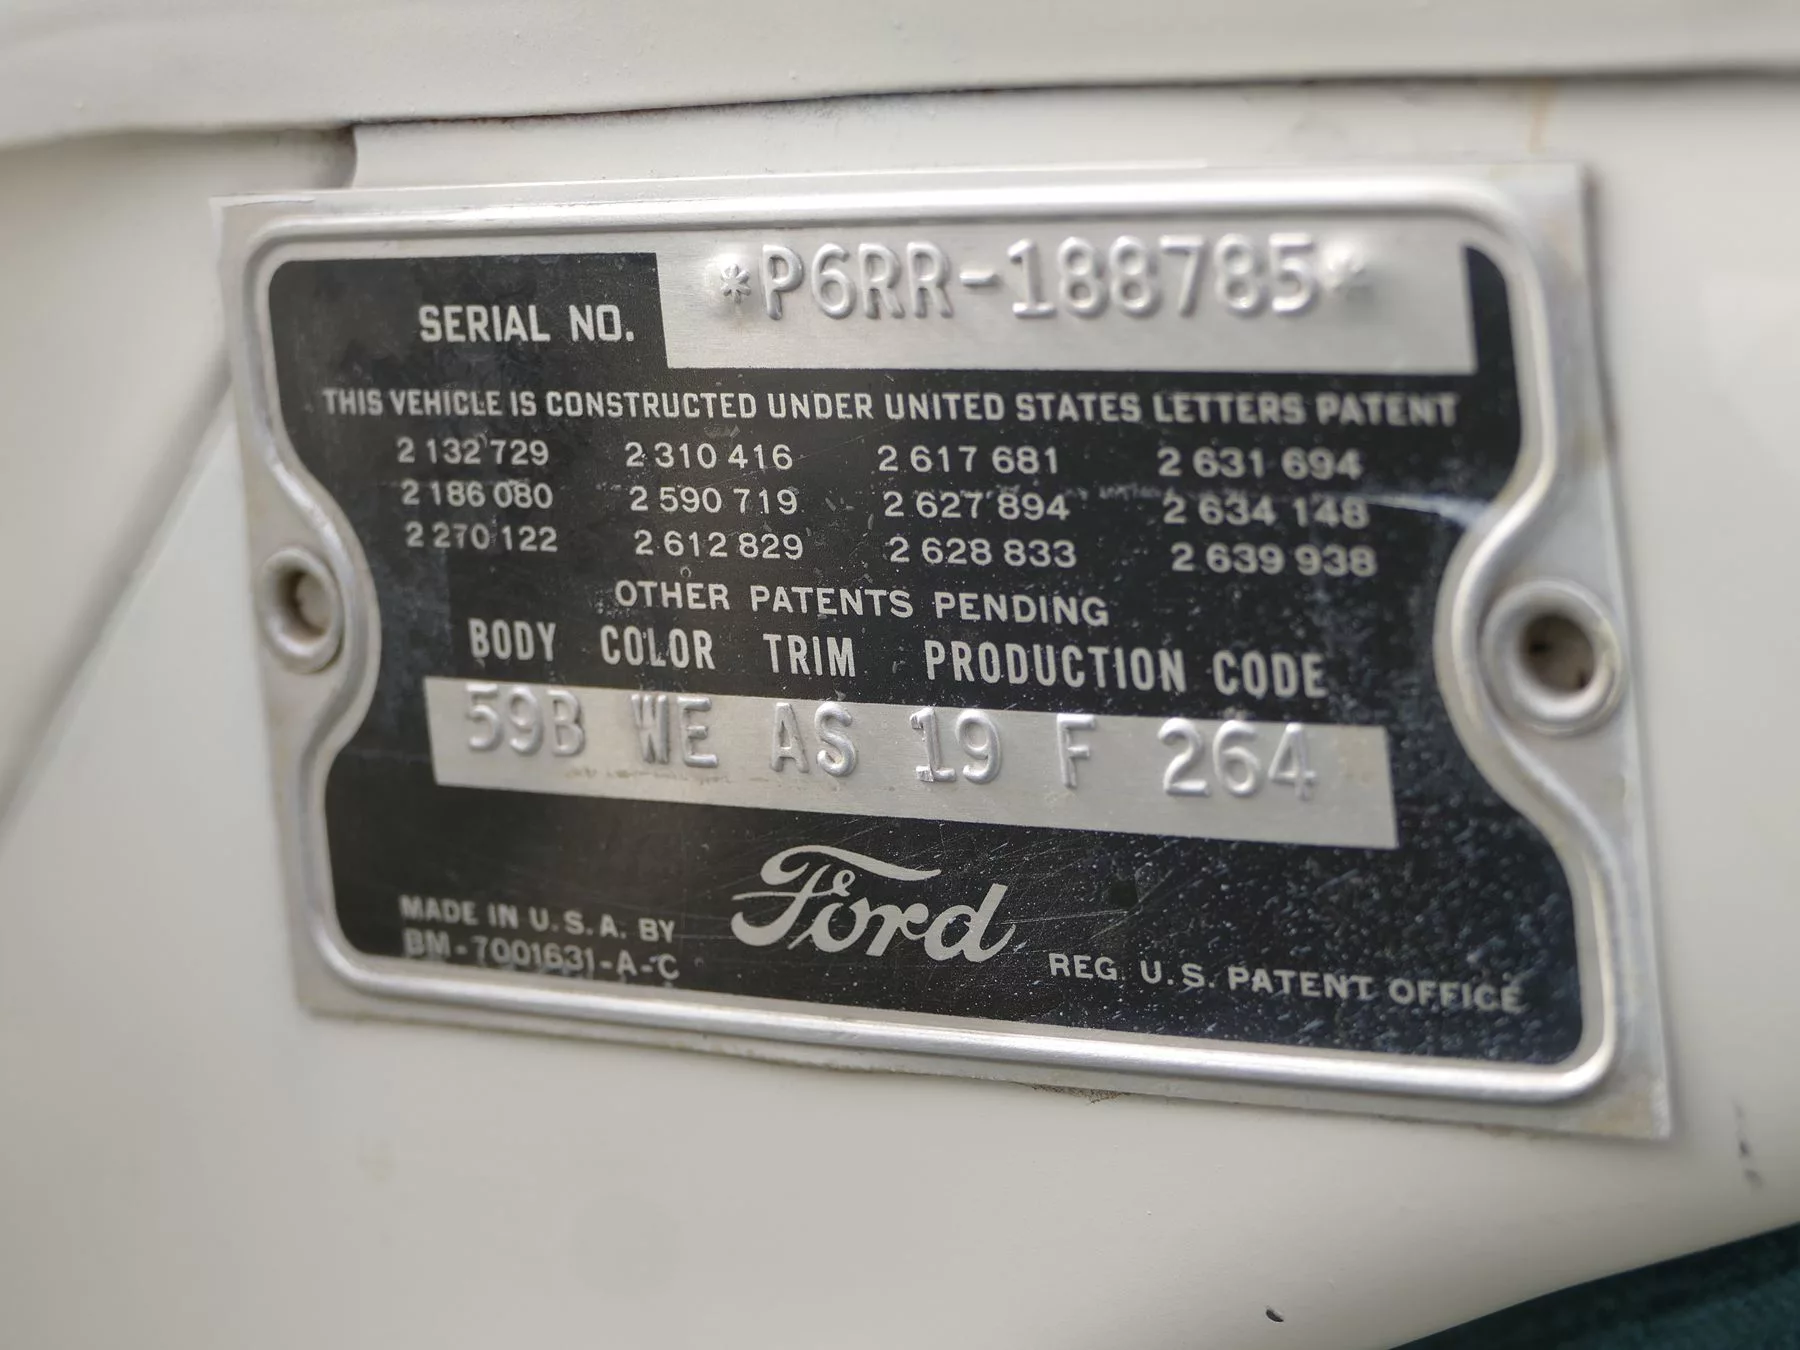 *P6RR-188785*
SERIAL NO.
THIS VEHICLE IS CONSTRUCTED UNDER UNITED STATES LETTERS PATENT
2 132 729 2 310 416 2 617 681 2 631 694
2 186 080 2 590 719 2 627 894 2 634 148
2 270 122 2 612 829 2 628 833 2 639 938
OTHER PATENTS PENDING
BODY COLOR TRIM PRODUCTION CODE
59B WE AS 19 F 264
Ford
MADE IN U.S.A. BY
BM-7001631-A-C
REG. U.S. PATENT OFFICE